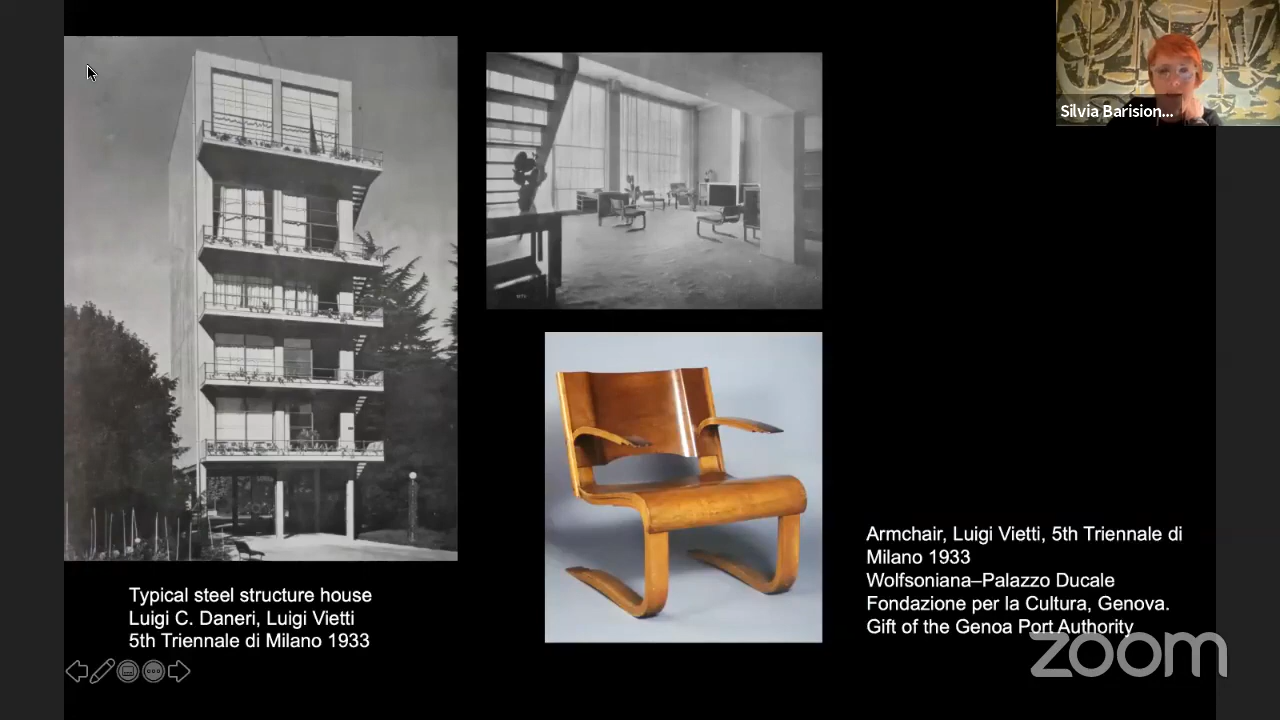 Silvia Barision...
Typical steel structure house
Luigi C. Daneri, Luigi Vietti
5th Triennale di Milano 1933
Armchair, Luigi Vietti, 5th Triennale di
Milano 1933
Wolfsoniana–Palazzo Ducale
Fondazione per la Cultura, Genova.
Gift of the Genoa Port Authority
zoom